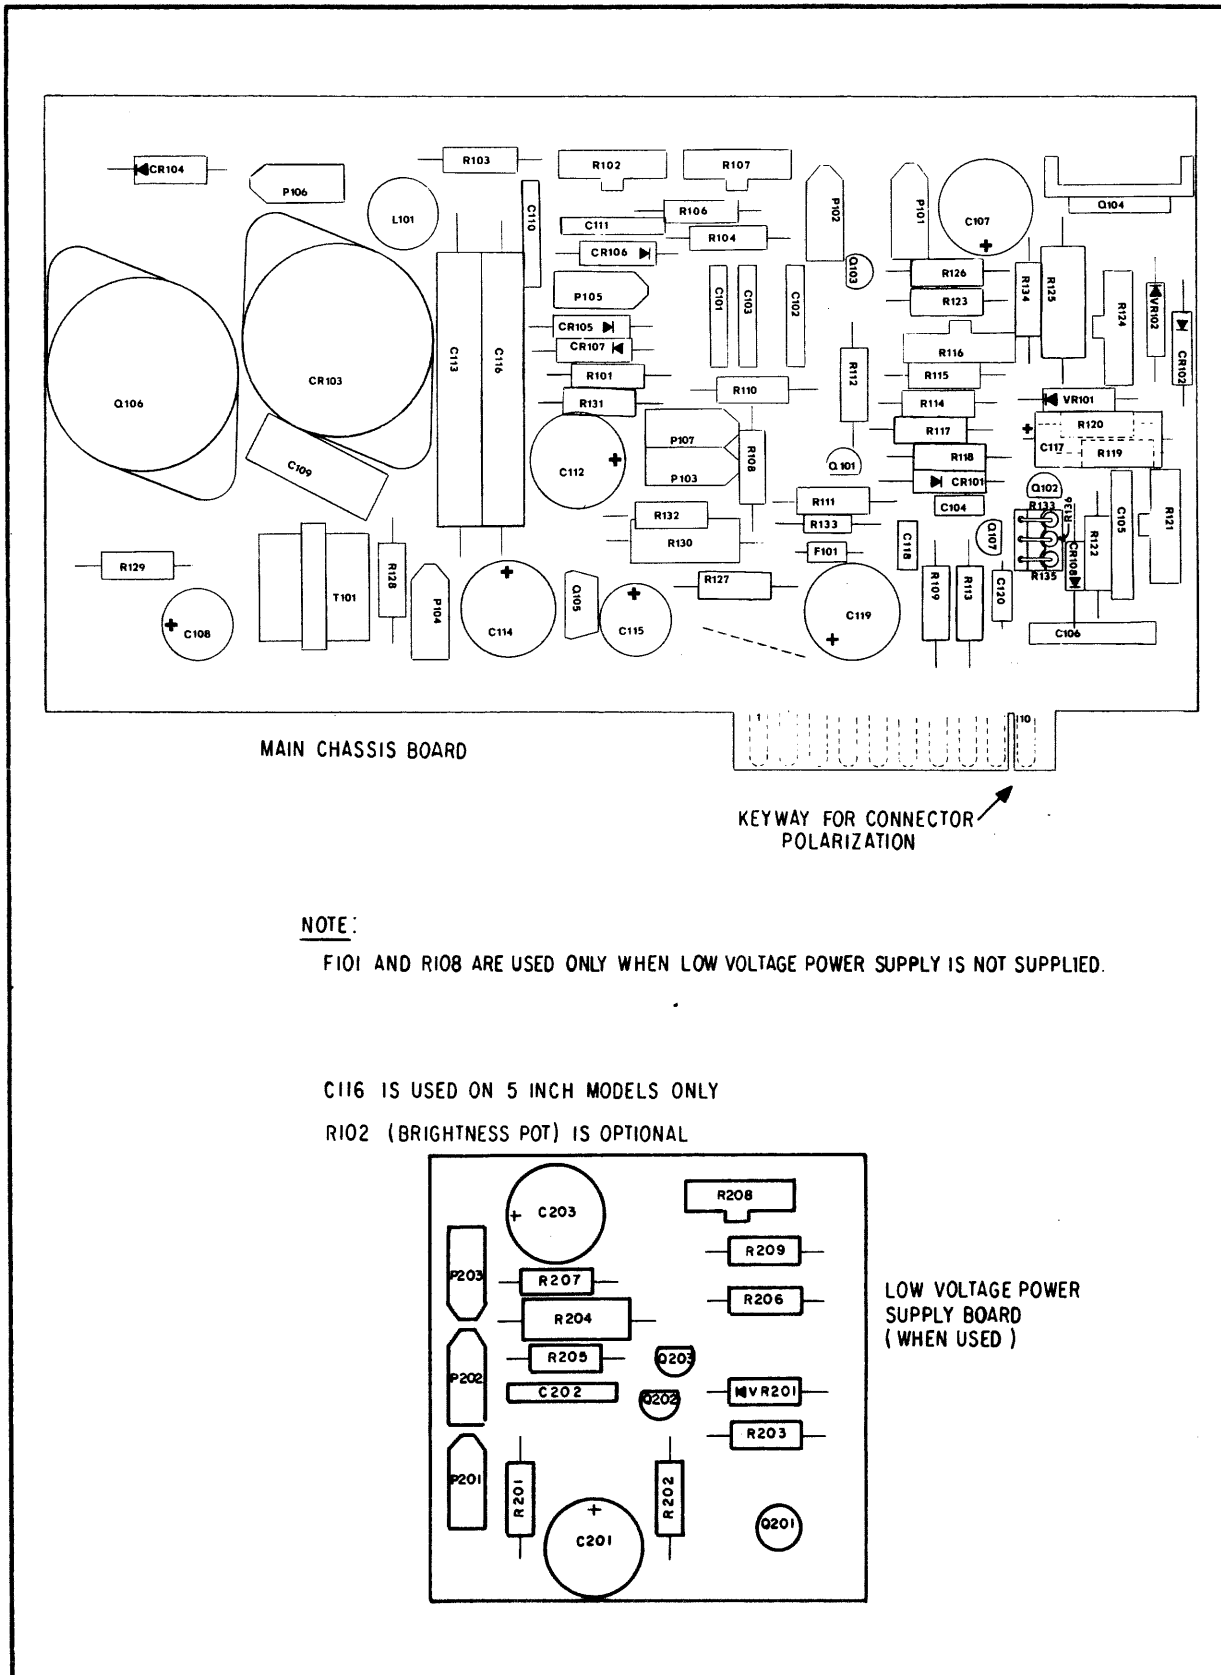 CR104
P106
R103
L101
C110
R102
R107
C111
R106
R104
CR106
P105
P102
P101
C107
Q104
Q103
R126
R123
R134
R125
R124
VR102
CR102
C101
C103
C102
CR105
CR107
R101
R131
C113
C116
CR103
Q106
R110
R112
R116
R115
R114
R117
R118
CR101
VR101
R120
C117
R119
C109
C112
P107
P103
R108
Q101
C104
Q102
R111
R133
R132
R130
F101
C118
Q107
R133
R136
R135
CR108
R122
C105
R121
R129
T101
R128
P104
C108
C114
Q105
C115
R127
C119
R109
R113
C120
C106
1
10
MAIN CHASSIS BOARD
KEYWAY FOR CONNECTOR
POLARIZATION
NOTE:
F101 AND R108 ARE USED ONLY WHEN LOW VOLTAGE POWER SUPPLY IS NOT SUPPLIED.
C116 IS USED ON 5 INCH MODELS ONLY
R102 (BRIGHTNESS POT) IS OPTIONAL
C203
R208
P203
R207
R209
R204
R206
R205
Q203
P202
C202
Q202
VR201
R203
P201
R201
R202
C201
Q201
LOW VOLTAGE POWER
SUPPLY BOARD
(WHEN USED)